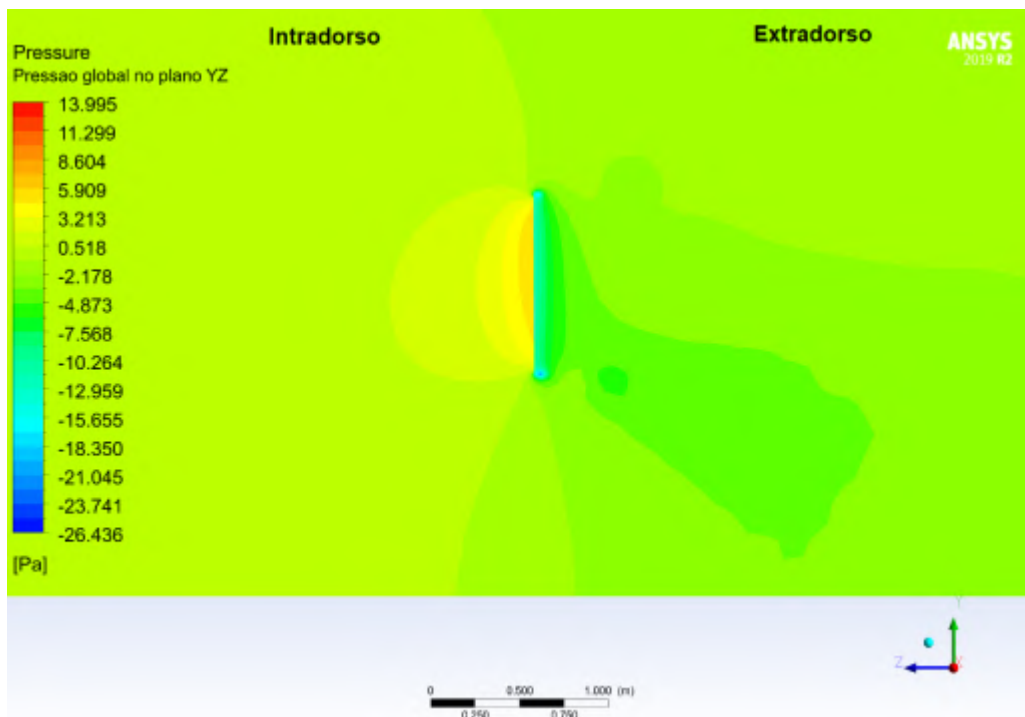 Intradorso
Extradorso
ANSYS
2019 R2
Pressure
Pressao global no plano YZ
13.995
11.299
8.604
5.909
3.213
0.518
-2.178
-4.873
-7.568
-10.264
-12.959
-15.655
-18.350
-21.045
-23.741
-26.436
[Pa]
Y
Z
X
0 0.500 1.000 (m)
0.250 0.750